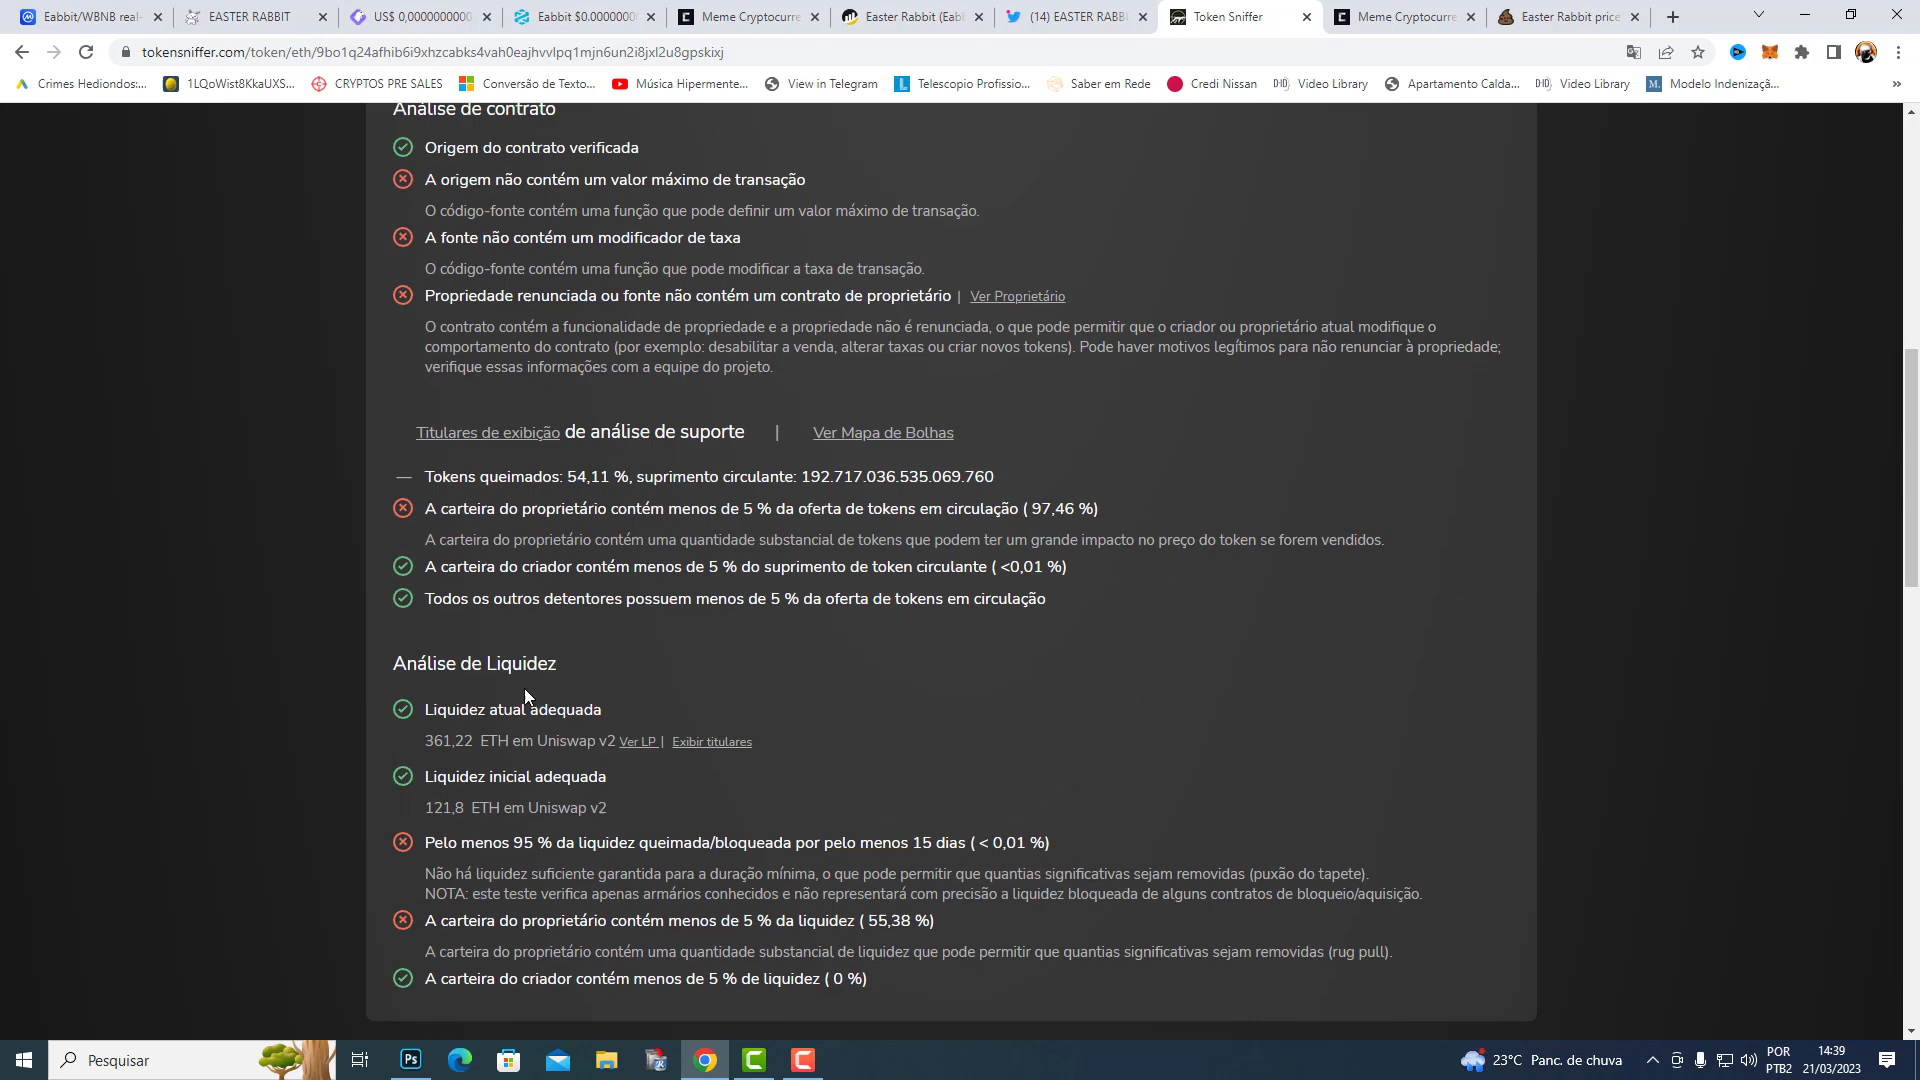 Eabbit/WBNB real-
EASTER RABBIT
US$ 0,0000000000
Eabbit $0.0000000
Meme Cryptocurre
Easter Rabbit (Eabb
(14) EASTER RABB
Token Sniffer
Meme Cryptocurre
Easter Rabbit price
tokensniffer.com/token/eth/9bo1q24afhib6i9xhzcabks4vah0eajhvvlpq1mjn6un2i8jxl2u8gpskixj
Crimes Hediondos:...
1LQoWist8KkaUXS...
CRYPTOS PRE SALES
Conversão de Texto...
Música Hipermente...
View in Telegram
Telescopio Profissio...
Saber em Rede
Credi Nissan
Video Library
Apartamento Calda...
Video Library
Modelo Indenizaçã...
Análise de contrato
Origem do contrato verificada
A origem não contém um valor máximo de transação
O código-fonte contém uma função que pode definir um valor máximo de transação.
A fonte não contém um modificador de taxa
O código-fonte contém uma função que pode modificar a taxa de transação.
Propriedade renunciada ou fonte não contém um contrato de proprietário | Ver Proprietário
O contrato contém a funcionalidade de propriedade e a propriedade não é renunciada, o que pode permitir que o criador ou proprietário atual modifique o
comportamento do contrato (por exemplo: desabilitar a venda, alterar taxas ou criar novos tokens). Pode haver motivos legítimos para não renunciar à propriedade;
verifique essas informações com a equipe do projeto.
Titulares de exibição de análise de suporte | Ver Mapa de Bolhas
— Tokens queimados: 54,11 %, suprimento circulante: 192.717.036.535.069.760
A carteira do proprietário contém menos de 5 % da oferta de tokens em circulação ( 97,46 %)
A carteira do proprietário contém uma quantidade substancial de tokens que podem ter um grande impacto no preço do token se forem vendidos.
A carteira do criador contém menos de 5 % do suprimento de token circulante ( <0,01 %)
Todos os outros detentores possuem menos de 5 % da oferta de tokens em circulação
Análise de Liquidez
Liquidez atual adequada
361,22 ETH em Uniswap v2 Ver LP | Exibir titulares
Liquidez inicial adequada
121,8 ETH em Uniswap v2
Pelo menos 95 % da liquidez queimada/bloqueada por pelo menos 15 dias ( < 0,01 %)
Não há liquidez suficiente garantida para a duração mínima, o que pode permitir que quantias significativas sejam removidas (puxão do tapete).
NOTA: este teste verifica apenas armários conhecidos e não representará com precisão a liquidez bloqueada de alguns contratos de bloqueio/aquisição.
A carteira do proprietário contém menos de 5 % da liquidez ( 55,38 %)
A carteira do proprietário contém uma quantidade substancial de liquidez que pode permitir que quantias significativas sejam removidas (rug pull).
A carteira do criador contém menos de 5 % de liquidez ( 0 %)
Pesquisar
Ps
23°C Panc. de chuva
POR
PTB2
14:39
21/03/2023